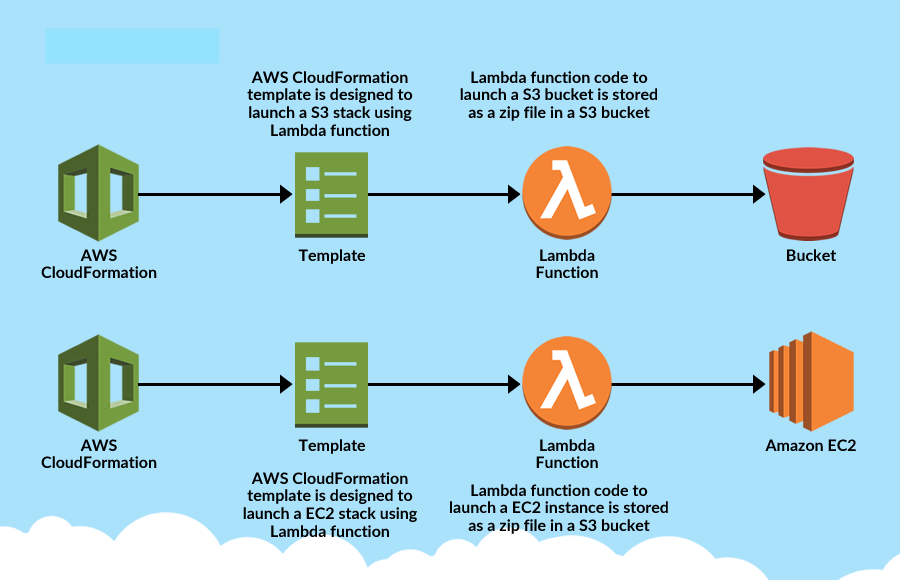 AWS CloudFormation
template is designed to
launch a S3 stack using
Lambda function
Lambda function code to
launch a S3 bucket is stored
as a zip file in a S3 bucket
AWS
CloudFormation
Template
Lambda
Function
Bucket
AWS
CloudFormation
Template
Lambda
Function
Amazon EC2
AWS CloudFormation
template is designed to
launch a EC2 stack using
Lambda function
Lambda function code to
launch a EC2 instance is stored
as a zip file in a S3 bucket